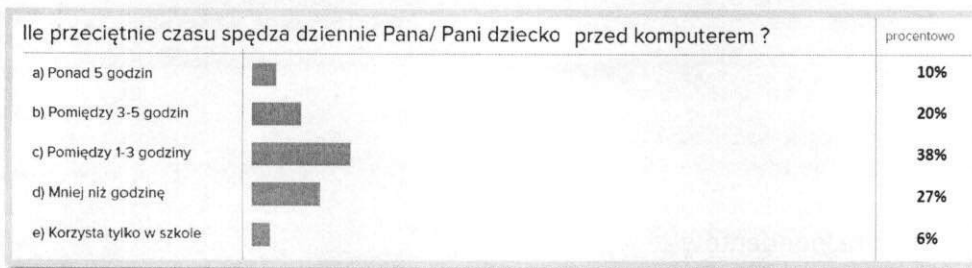 Ile przeciętnie czasu spędza dziennie Pana/ Pani dziecko przed komputerem ? procentowo
a) Ponad 5 godzin 10%
b) Pomiędzy 3-5 godzin 20%
c) Pomiędzy 1-3 godziny 38%
d) Mniej niż godzinę 27%
e) Korzysta tylko w szkole 6%